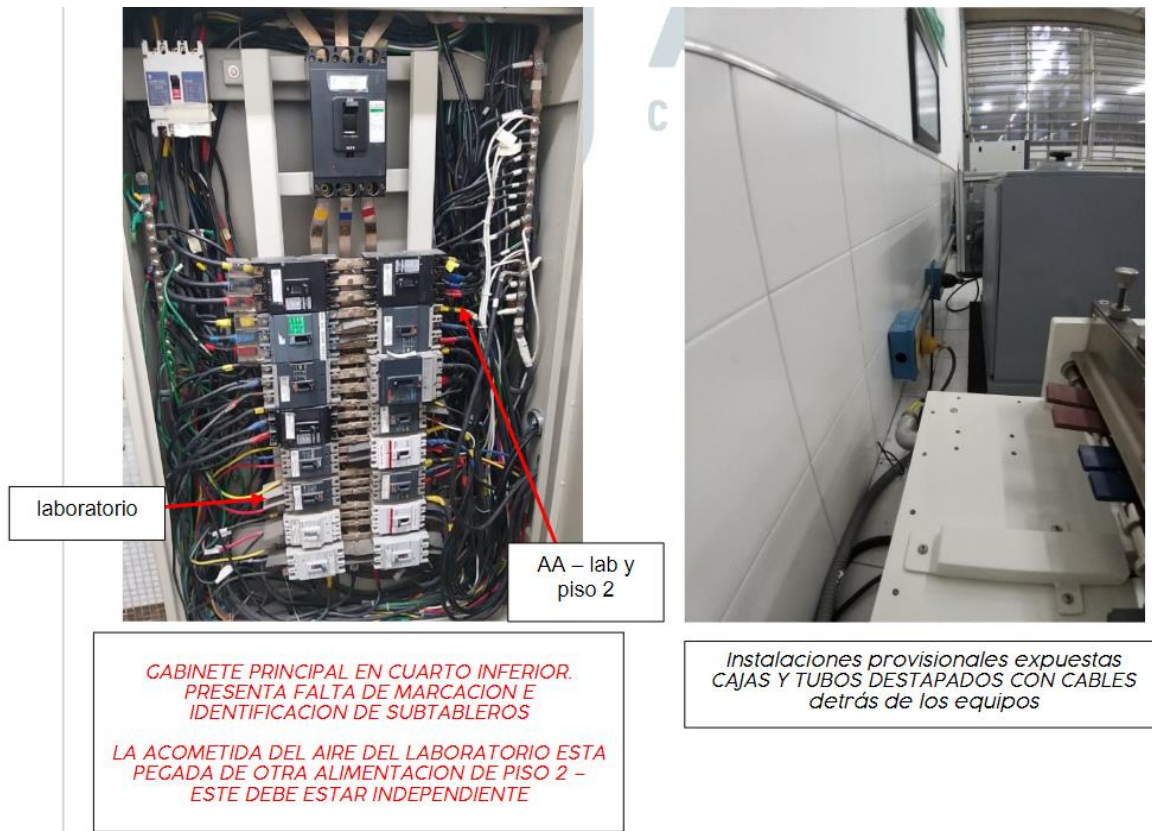 laboratorio
AA – lab y
piso 2
GABINETE PRINCIPAL EN CUARTO INFERIOR.
PRESENTA FALTA DE MARCACION E
IDENTIFICACION DE SUBTABLEROS
LA ACOMETIDA DEL AIRE DEL LABORATORIO ESTA
PEGADA DE OTRA ALIMENTACION DE PISO 2 –
ESTE DEBE ESTAR INDEPENDIENTE
Instalaciones provisionales expuestas
CAJAS Y TUBOS DESTAPADOS CON CABLES
detrás de los equipos